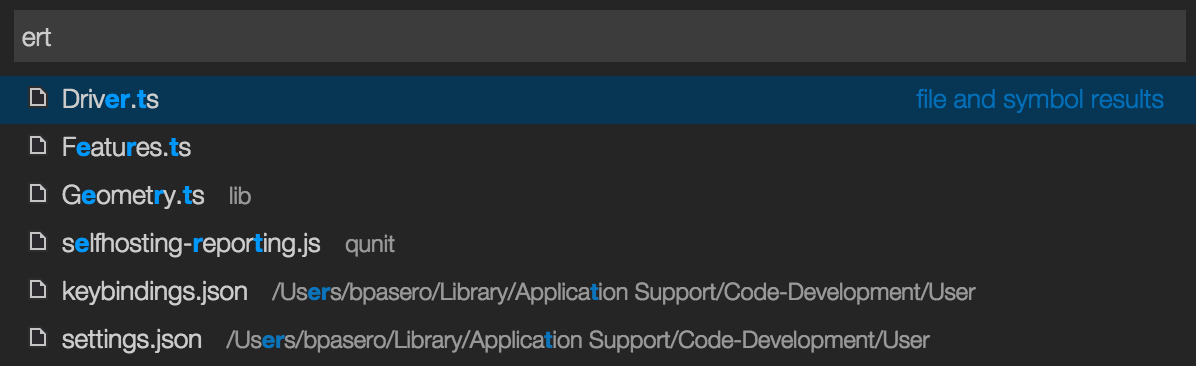 ert
Driver.ts file and symbol results
Features.ts
Geometry.ts lib
selfhosting-reporting.js qunit
keybindings.json /Users/bpasero/Library/Application Support/Code-Development/User
settings.json /Users/bpasero/Library/Application Support/Code-Development/User